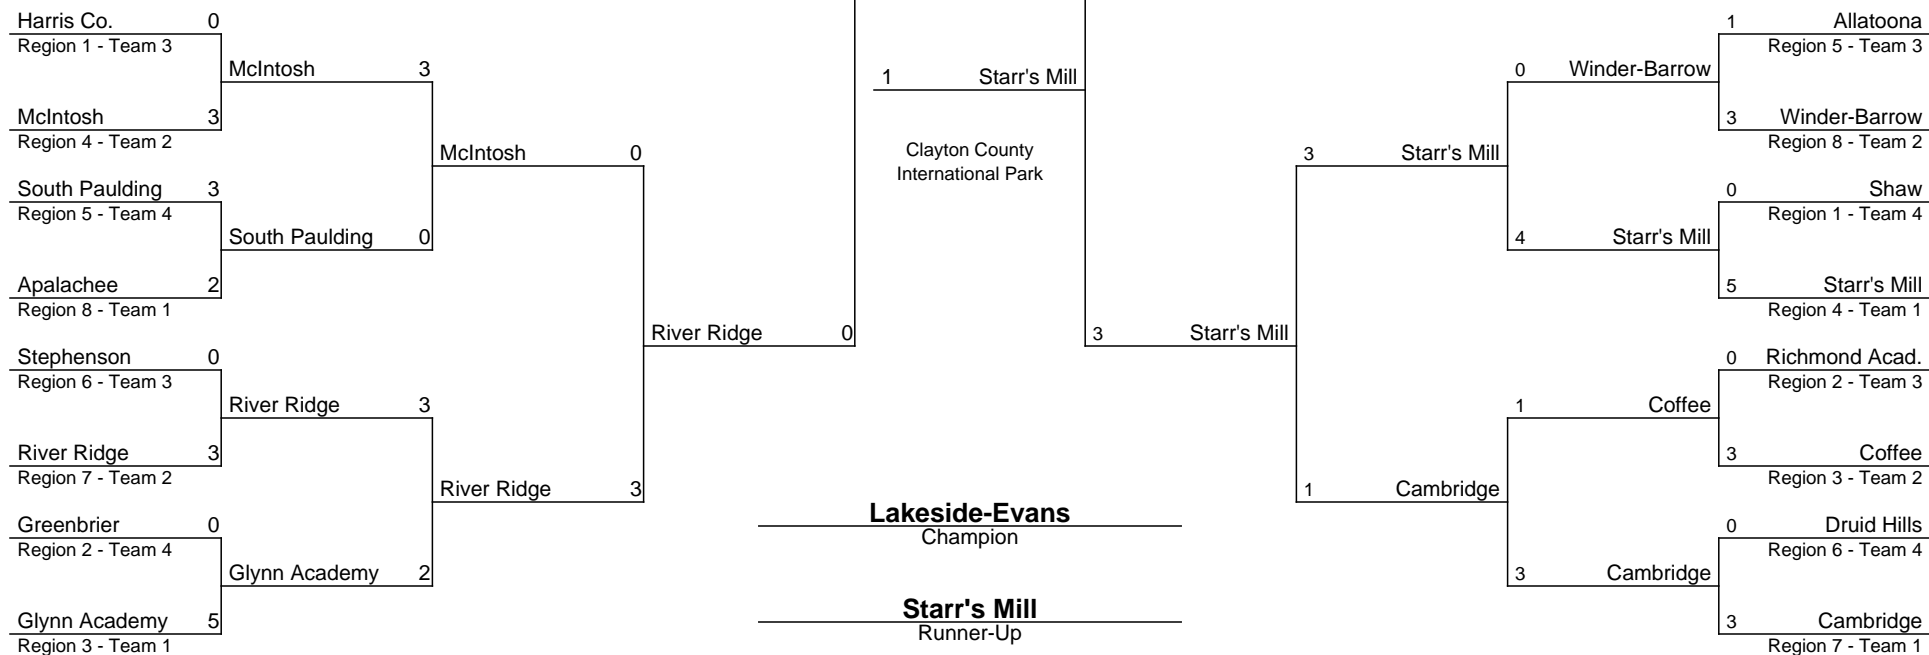 Harris Co. 0
Region 1 - Team 3
McIntosh 3
McIntosh 3
Region 4 - Team 2
McIntosh 0
South Paulding 3
Region 5 - Team 4
South Paulding 0
Apalachee 2
Region 8 - Team 1
River Ridge 0
Stephenson 0
Region 6 - Team 3
River Ridge 3
River Ridge 3
Region 7 - Team 2
River Ridge 3
Greenbrier 0
Region 2 - Team 4
Glynn Academy 2
Glynn Academy 5
Region 3 - Team 1
1 Starr's Mill
Clayton County
International Park
Lakeside-Evans
Champion
Starr's Mill
Runner-Up
1 Allatoona
Region 5 - Team 3
0 Winder-Barrow
3 Winder-Barrow
Region 8 - Team 2
3 Starr's Mill
0 Shaw
Region 1 - Team 4
4 Starr's Mill
5 Starr's Mill
Region 4 - Team 1
3 Starr's Mill
0 Richmond Acad.
Region 2 - Team 3
1 Coffee
3 Coffee
Region 3 - Team 2
1 Cambridge
0 Druid Hills
Region 6 - Team 4
3 Cambridge
3 Cambridge
Region 7 - Team 1